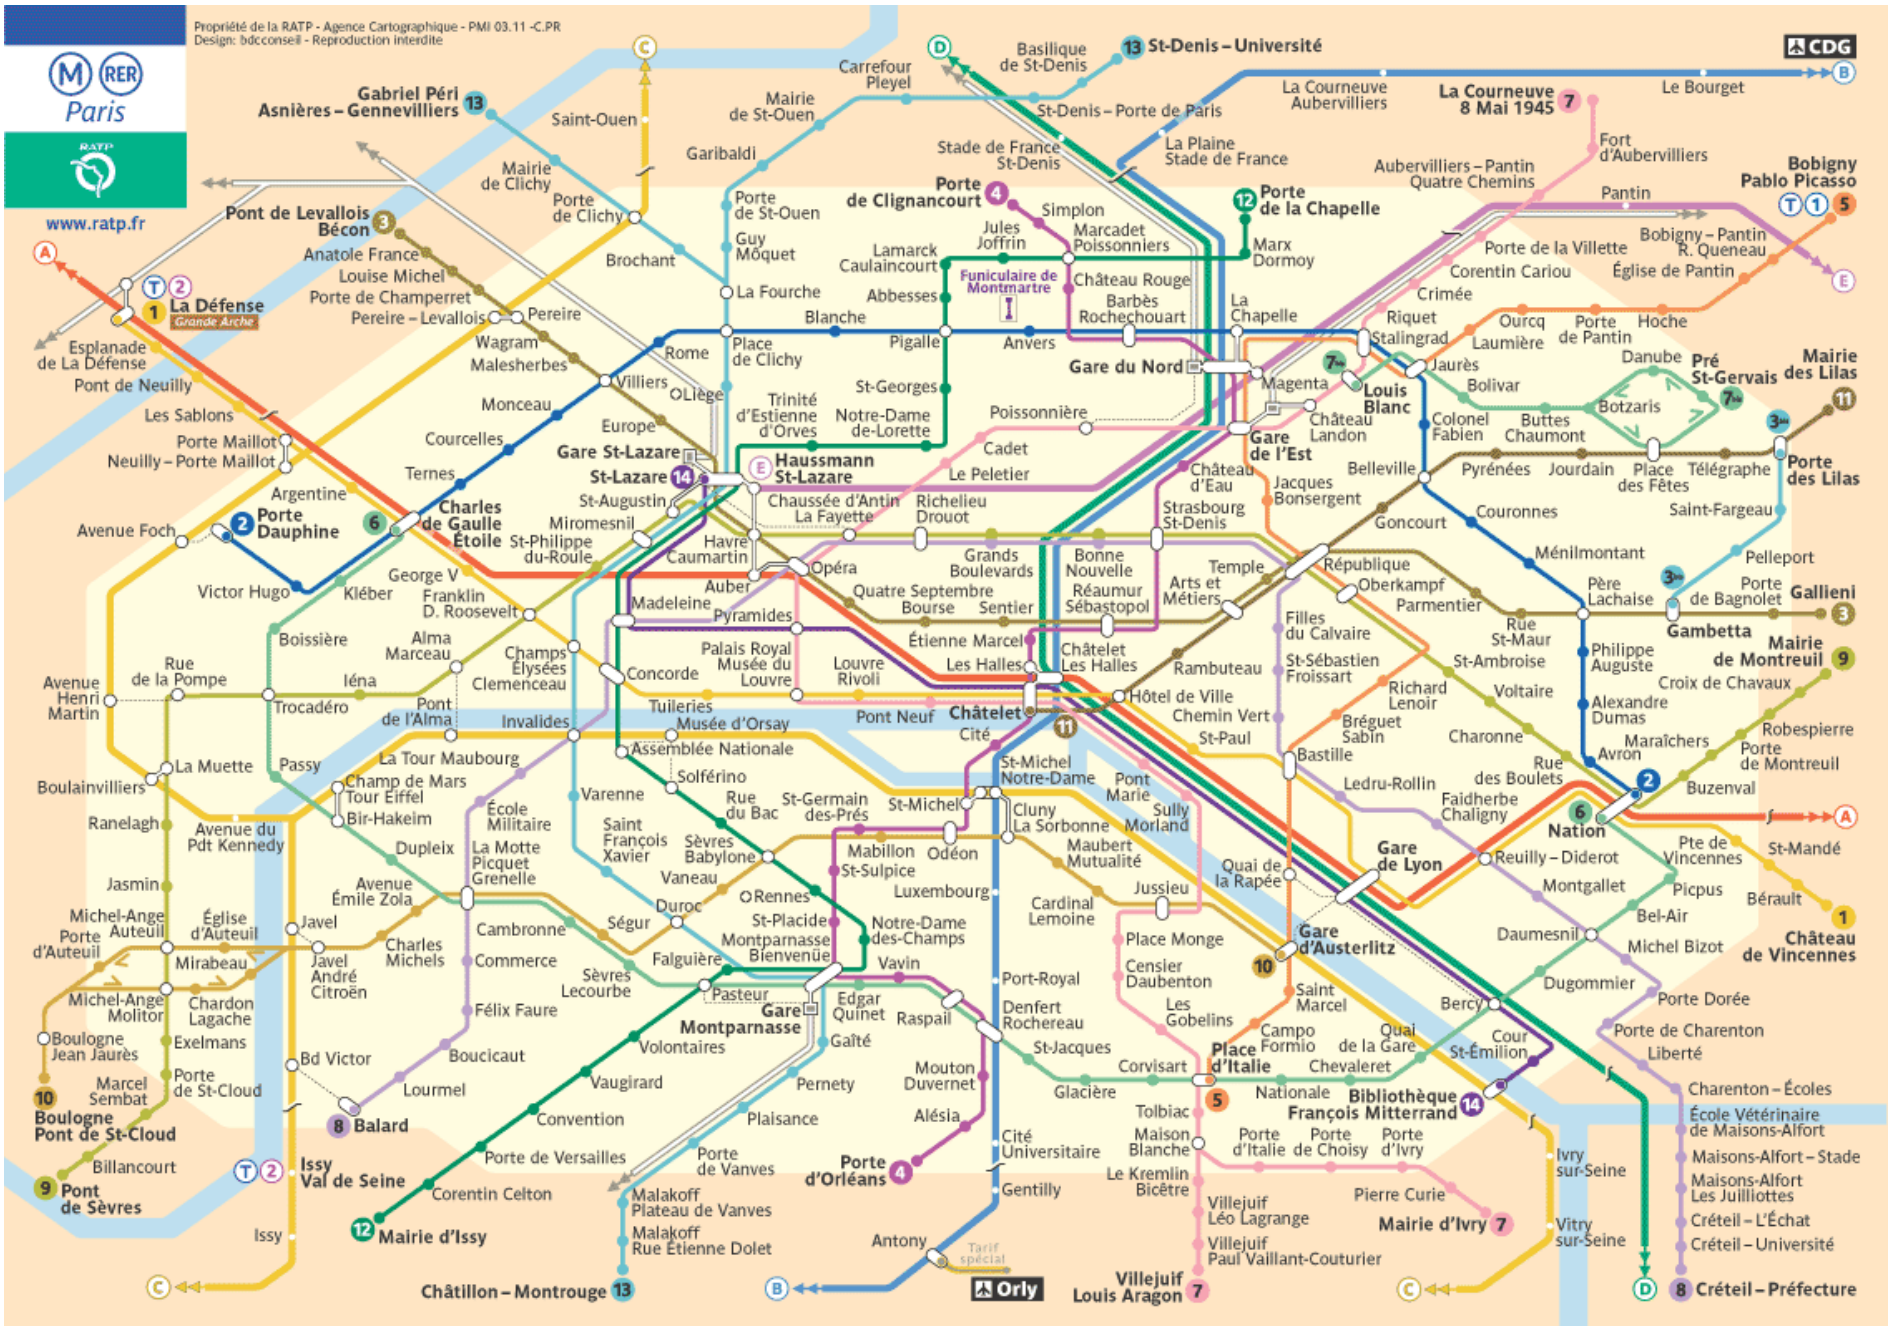 Propriété de la RATP - Agence Cartographique - PMI 03.11 -C.PR
Design: bdcconseil - Reproduction interdite
M RER
Paris
RATP
www.ratp.fr
C
D
Basilique
de St-Denis
13 St-Denis – Université
CDG
B
Carrefour
Pleyel
La Courneuve
Aubervilliers
La Courneuve
8 Mai 1945
7
Le Bourget
Gabriel Péri
Asnières – Gennevilliers
13
Saint-Ouen
Mairie
de St-Ouen
St-Denis – Porte de Paris
Garibaldi
Stade de France
St-Denis
La Plaine
Stade de France
Fort
d'Aubervilliers
Aubervilliers – Pantin
Quatre Chemins
Bobigny
Pablo Picasso
T 1 5
Pantin
Mairie
de Clichy
Porte
de Clichy
Porte
de St-Ouen
Porte
de Clignancourt
4
12
Porte
de la Chapelle
Pont de Levallois
Bécon
3
Simplon
Marcadet
Poissonniers
Jules
Joffrin
Marx
Dormoy
Porte de la Villette
Bobigny – Pantin
R. Queneau
Église de Pantin
E
Corentin Cariou
Crimée
Anatole France
Louise Michel
Porte de Champerret
Pereire – Levallois
Pereire
Brochant
Guy
Môquet
Lamarck
Caulaincourt
Funiculaire de
Montmartre
Château Rouge
Barbès
Rochechouart
La
Chapelle
Abbesses
La Fourche
A
T 2
1 La Défense
Grande Arche
Esplanade
de La Défense
Pont de Neuilly
Les Sablons
Porte Maillot
Neuilly – Porte Maillot
Argentine
Wagram
Malesherbes
Villiers
Rome
Place
de Clichy
Blanche
Pigalle
Anvers
Riquet
Stalingrad
Ourcq
Laumière
Porte
de Pantin
Hoche
Danube
Pré
St-Gervais
7bis
Mairie
des Lilas
11
Gare du Nord
Magenta
7bis
Louis
Blanc
Jaurès
Bolivar
Botzaris
Buttes
Chaumont
3bis
Monceau
Courcelles
Ternes
Liège
Europe
St-Georges
Trinité
d'Estienne
d'Orves
Notre-Dame
de-Lorette
Poissonnière
Cadet
Le Peletier
Château
Landon
Gare
de l'Est
Colonel
Fabien
Belleville
Pyrénées
Jourdain
Place
des Fêtes
Télégraphe
Porte
des Lilas
Gare St-Lazare
St-Lazare
14
E
Haussmann
St-Lazare
St-Augustin
Miromesnil
St-Philippe
du-Roule
Chaussée d'Antin
La Fayette
Richelieu
Drouot
Château
d'Eau
Jacques
Bonsergent
Strasbourg
St-Denis
Goncourt
Couronnes
Saint-Fargeau
Avenue Foch
2
Porte
Dauphine
6
Charles
de Gaulle
Étoile
Havre
Caumartin
Auber
Opéra
Grands
Boulevards
Bonne
Nouvelle
Ménilmontant
Pelleport
Victor Hugo
Kléber
George V
Franklin
D. Roosevelt
Madeleine
Pyramides
Quatre Septembre
Bourse
Sentier
Réaumur
Sébastopol
Arts et
Métiers
Temple
République
Oberkampf
Parmentier
Père
Lachaise
3bis
Porte
de Bagnolet
Gallieni
3
Gambetta
Boissière
Alma
Marceau
Champs
Élysées
Clemenceau
Concorde
Palais Royal
Musée du
Louvre
Louvre
Rivoli
Étienne Marcel
Les Halles
Châtelet
Les Halles
Rambuteau
Filles
du Calvaire
St-Sébastien
Froissart
Rue
St-Maur
St-Ambroise
Philippe
Auguste
Mairie
de Montreuil
9
Croix de Chavaux
Avenue
Henri
Martin
Rue
de la Pompe
Trocadéro
Iéna
Pont
de l'Alma
Invalides
Tuileries
Musée d'Orsay
Pont Neuf
Châtelet
11
Hôtel de Ville
Chemin Vert
Richard
Lenoir
Voltaire
Alexandre
Dumas
Robespierre
Bréguet
Sabin
Charonne
Avron
Maraîchers
Porte
de Montreuil
Cité
St-Paul
Bastille
Rue
des Boulets
2
Buzenval
Boulainvilliers
La Muette
Passy
La Tour Maubourg
Assemblée Nationale
Champ de Mars
Tour Eiffel
Bir-Hakeim
Varenne
Solférino
Rue
du Bac
St-Michel
Notre-Dame
St-Michel
Cluny
La Sorbonne
Pont
Marie
Sully
Morland
Ledru-Rollin
Faidherbe
Chaligny
6
Nation
A
Ranelagh
Avenue du
Pdt Kennedy
École
Militaire
St-Germain
des-Prés
Saint
François
Xavier
Sèvres
Babylone
Mabillon
Odéon
Maubert
Mutualité
Quai de
la Rapée
Gare
de Lyon
Reuilly – Diderot
Pte de
Vincennes
St-Mandé
Dupleix
La Motte
Picquet
Grenelle
Vaneau
Rennes
St-Sulpice
Luxembourg
Cardinal
Lemoine
Jussieu
Montgallet
Picpus
Bérault
1
Château
de Vincennes
Jasmin
Avenue
Émile Zola
Michel-Ange
Auteuil
Église
d'Auteuil
Javel
Charles
Michels
Cambronne
Ségur
Duroc
St-Placide
Notre-Dame
des-Champs
Place Monge
Gare
d'Austerlitz
10
Bel-Air
Daumesnil
Michel Bizot
Porte
d'Auteuil
Mirabeau
Javel
André
Citroën
Commerce
Sèvres
Lecourbe
Falguière
Montparnasse
Bienvenüe
Vavin
Port-Royal
Censier
Daubenton
Dugommier
Michel-Ange
Molitor
Chardon
Lagache
Félix Faure
Pasteur
Gare
Montparnasse
Edgar
Quinet
Raspail
Denfert
Rochereau
Les
Gobelins
Saint
Marcel
Bercy
Porte Dorée
Boulogne
Jean Jaurès
Exelmans
Bd Victor
Boucicaut
Volontaires
Gaîté
St-Jacques
Campo
Formio
Quai
de la Gare
Cour
St-Émilion
Porte de Charenton
Liberté
Marcel
Sembat
Porte
de St-Cloud
Lourmel
Vaugirard
Pernety
Mouton
Duvernet
Glacière
Corvisart
Place
d'Italie
5
Nationale
Chevaleret
Bibliothèque
François Mitterrand
14
Charenton – Écoles
10
Boulogne
Pont de St-Cloud
8 Balard
Convention
Plaisance
Alésia
Tolbiac
Maison
Blanche
Porte
d'Italie
Porte
de Choisy
Porte
d'Ivry
École Vétérinaire
de Maisons-Alfort
Billancourt
9 Pont
de Sèvres
T 2
Issy
Val de Seine
Porte de Versailles
Porte
de Vanves
Porte
d'Orléans
4
Cité
Universitaire
Gentilly
Le Kremlin
Bicêtre
Pierre Curie
Ivry
sur-Seine
Maisons-Alfort – Stade
Maisons-Alfort
Les Juilliottes
Corentin Celton
Malakoff
Plateau de Vanves
Villejuif
Léo Lagrange
Mairie d'Ivry
7
Vitry
sur-Seine
Créteil – L'Échat
Issy
12 Mairie d'Issy
Malakoff
Rue Étienne Dolet
Antony
Tarif
spécial
Villejuif
Paul Vaillant-Couturier
Créteil – Université
C
Châtillon – Montrouge 13
B
Orly
Villejuif
Louis Aragon
7
C
D
8 Créteil – Préfecture